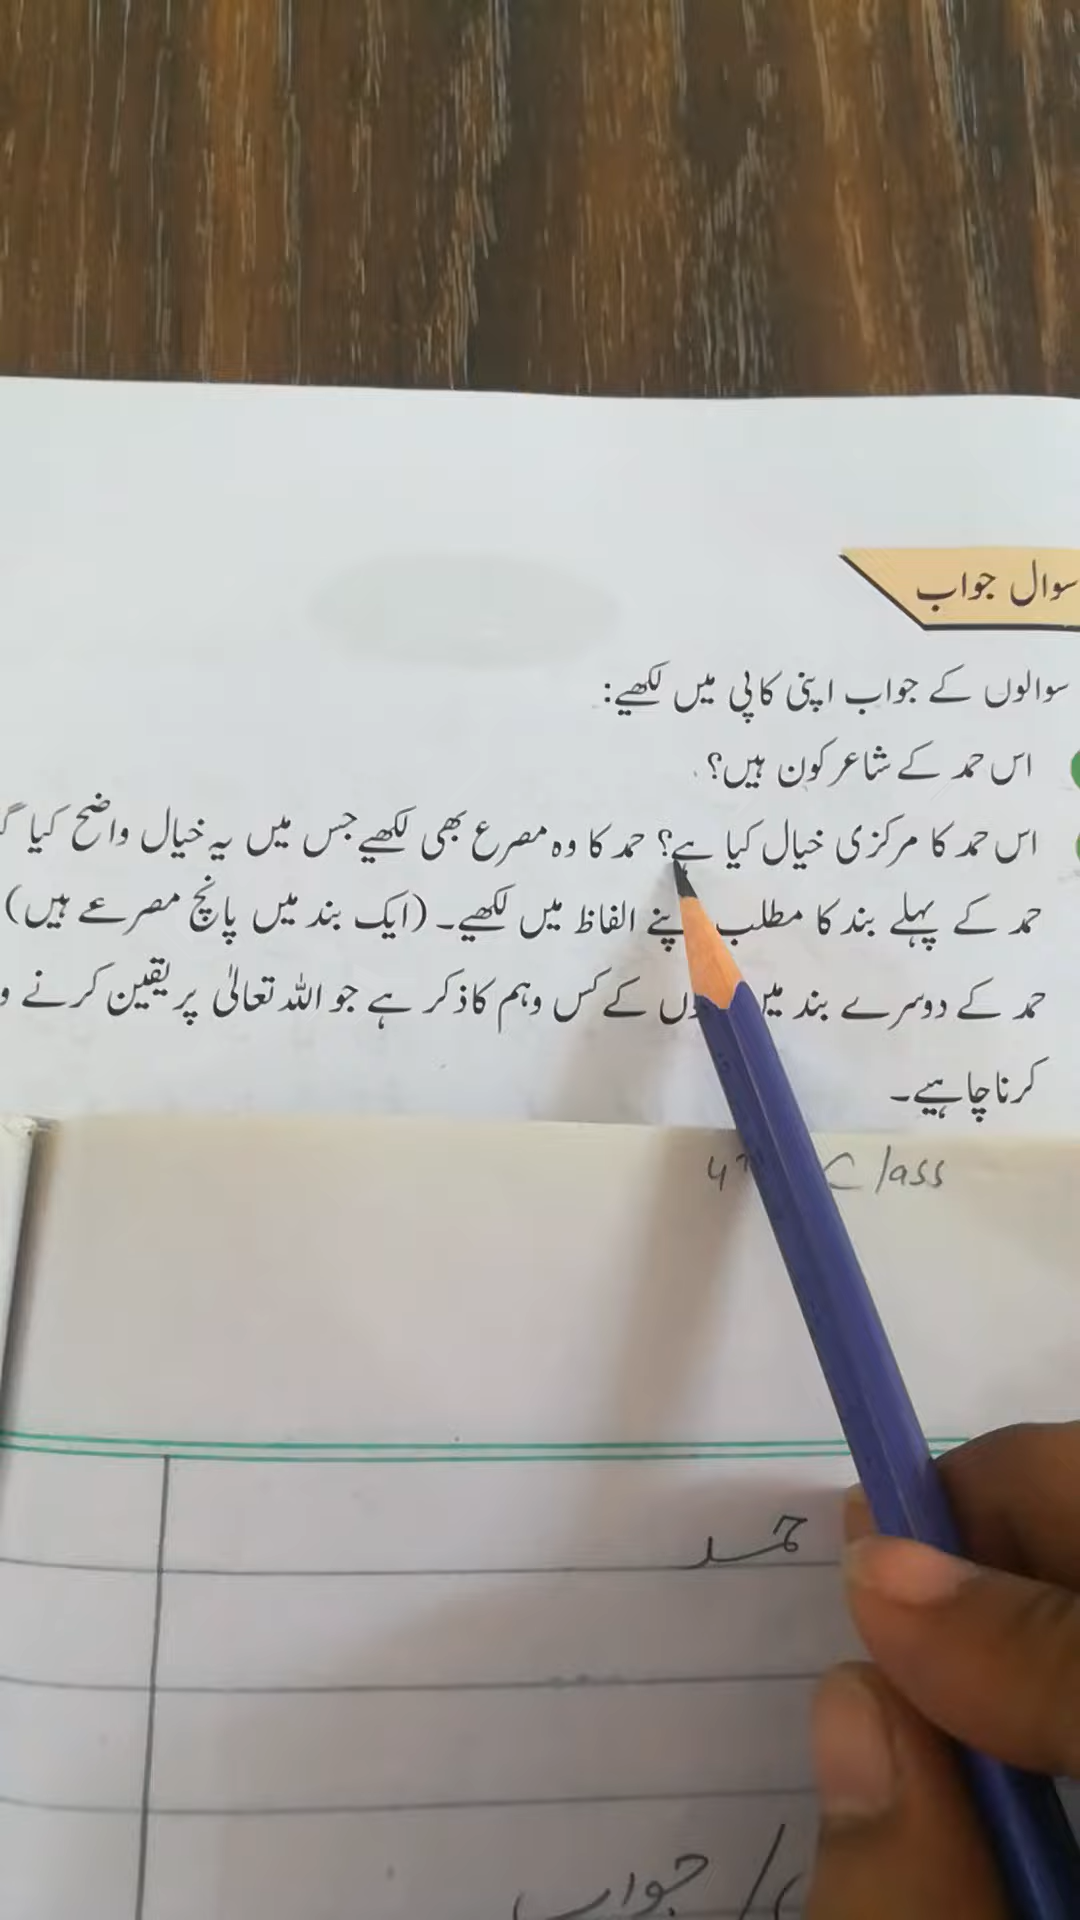 سوال جواب
سوالوں کے جواب اپنی کاپی میں لکھیے:
اس حمد کے شاعر کون ہیں؟
اس حمد کا مرکزی خیال کیا ہے؟ حمد کا وہ مصرع بھی لکھیے جس میں یہ خیال واضح کیا
حمد کے پہلے بند کا مطلب اپنے الفاظ میں لکھیے۔ (ایک بند میں پانچ مصرعے ہیں)
حمد کے دوسرے بند میں کے کس وہم کا ذکر ہے جو اللہ تعالیٰ پر یقین کرنے
کرنا چاہیے۔
4th Class
حمد
/ جواب